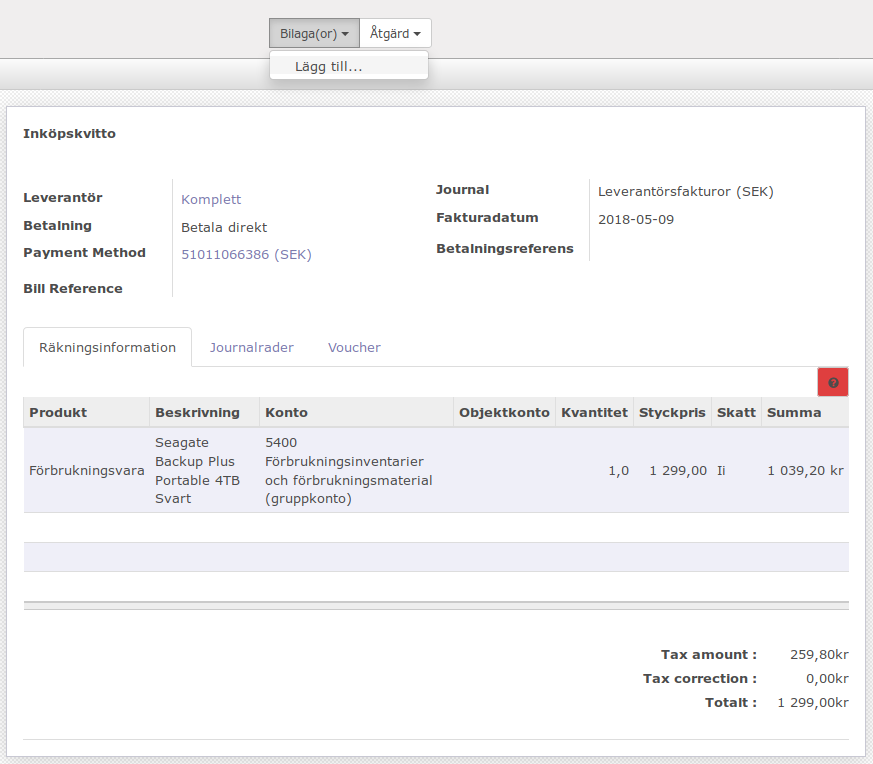 Bilaga(or) Åtgärd
Lägg till...
Inköpskvitto
Leverantör Komplett
Betalning Betala direkt
Payment Method 51011066386 (SEK)
Bill Reference
Journal Leverantörsfakturor (SEK)
Fakturadatum 2018-05-09
Betalningsreferens
Räkningsinformation Journalrader Voucher
?
Produkt Beskrivning Konto Objektkonto Kvantitet Styckpris Skatt Summa
Förbrukningsvara
Seagate
Backup Plus
Portable 4TB
Svart
5400
Förbrukningsinventarier
och förbrukningsmaterial
(gruppkonto)
1,0 1 299,00 Ii 1 039,20 kr
Tax amount : 259,80kr
Tax correction : 0,00kr
Totalt : 1 299,00kr